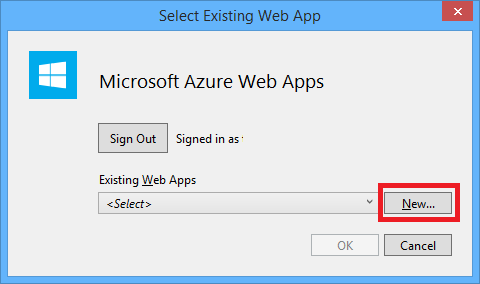 Select Existing Web App
Microsoft Azure Web Apps
Sign Out Signed in as
Existing Web Apps
<Select> New...
OK Cancel